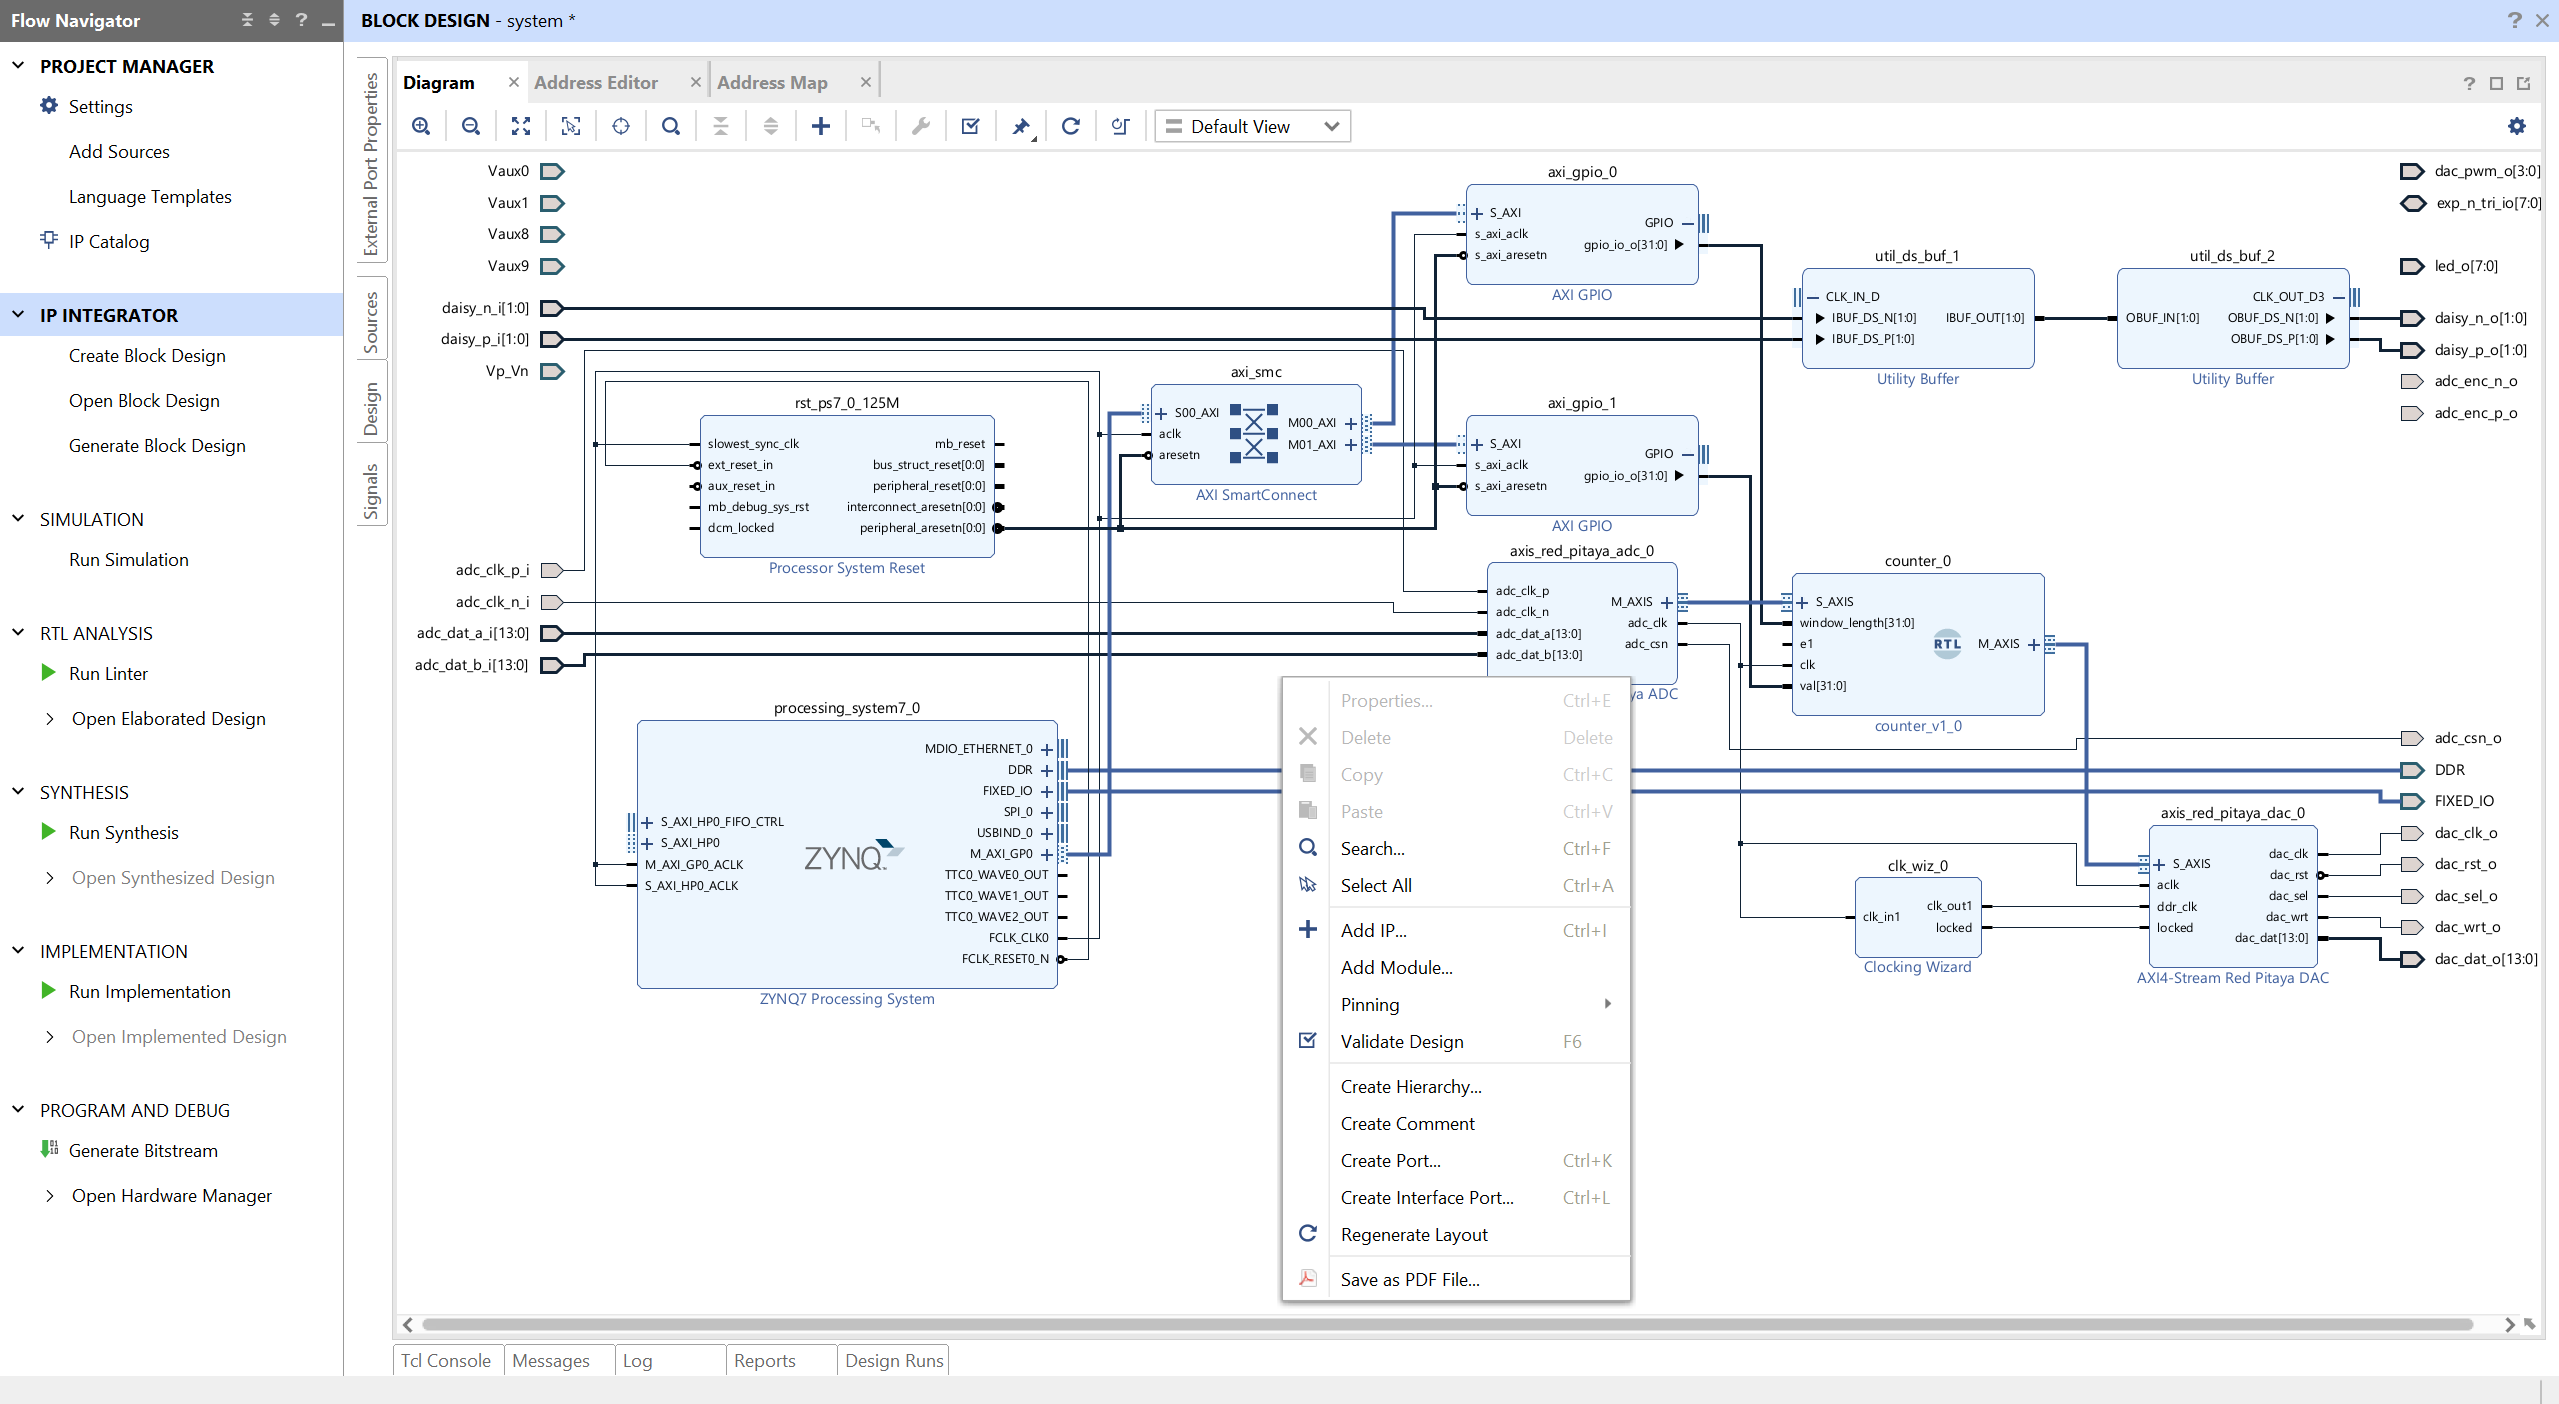 Flow Navigator
PROJECT MANAGER
Settings
Add Sources
Language Templates
IP Catalog
IP INTEGRATOR
Create Block Design
Open Block Design
Generate Block Design
SIMULATION
Run Simulation
RTL ANALYSIS
Run Linter
Open Elaborated Design
SYNTHESIS
Run Synthesis
Open Synthesized Design
IMPLEMENTATION
Run Implementation
Open Implemented Design
PROGRAM AND DEBUG
Generate Bitstream
Open Hardware Manager
BLOCK DESIGN - system *
External Port Properties
Sources
Design
Signals
Diagram
Address Editor
Address Map
Default View
Vaux0
Vaux1
Vaux8
Vaux9
daisy_n_i[1:0]
daisy_p_i[1:0]
Vp_Vn
adc_clk_p_i
adc_clk_n_i
adc_dat_a_i[13:0]
adc_dat_b_i[13:0]
rst_ps7_0_125M
slowest_sync_clk
ext_reset_in
aux_reset_in
mb_debug_sys_rst
dcm_locked
mb_reset
bus_struct_reset[0:0]
peripheral_reset[0:0]
interconnect_aresetn[0:0]
peripheral_aresetn[0:0]
Processor System Reset
processing_system7_0
S_AXI_HP0_FIFO_CTRL
S_AXI_HP0
M_AXI_GP0_ACLK
S_AXI_HP0_ACLK
ZYNQ
MDIO_ETHERNET_0
DDR
FIXED_IO
SPI_0
USBIND_0
M_AXI_GP0
TTC0_WAVE0_OUT
TTC0_WAVE1_OUT
TTC0_WAVE2_OUT
FCLK_CLK0
FCLK_RESET0_N
ZYNQ7 Processing System
axi_smc
S00_AXI
aclk
aresetn
M00_AXI
M01_AXI
AXI SmartConnect
axi_gpio_0
S_AXI
s_axi_aclk
s_axi_aresetn
GPIO
gpio_io_o[31:0]
AXI GPIO
axi_gpio_1
S_AXI
s_axi_aclk
s_axi_aresetn
GPIO
gpio_io_o[31:0]
AXI GPIO
axis_red_pitaya_adc_0
adc_clk_p
adc_clk_n
adc_dat_a[13:0]
adc_dat_b[13:0]
M_AXIS
adc_clk
adc_csn
ya ADC
util_ds_buf_1
CLK_IN_D
IBUF_DS_N[1:0]
IBUF_DS_P[1:0]
IBUF_OUT[1:0]
Utility Buffer
util_ds_buf_2
OBUF_IN[1:0]
CLK_OUT_D3
OBUF_DS_N[1:0]
OBUF_DS_P[1:0]
Utility Buffer
counter_0
S_AXIS
window_length[31:0]
e1
clk
val[31:0]
RTL
M_AXIS
counter_v1_0
clk_wiz_0
clk_in1
clk_out1
locked
Clocking Wizard
axis_red_pitaya_dac_0
S_AXIS
aclk
ddr_clk
locked
dac_clk
dac_rst
dac_sel
dac_wrt
dac_dat[13:0]
AXI4-Stream Red Pitaya DAC
dac_pwm_o[3:0]
exp_n_tri_io[7:0]
led_o[7:0]
daisy_n_o[1:0]
daisy_p_o[1:0]
adc_enc_n_o
adc_enc_p_o
adc_csn_o
DDR
FIXED_IO
dac_clk_o
dac_rst_o
dac_sel_o
dac_wrt_o
dac_dat_o[13:0]
Properties... Ctrl+E
Delete Delete
Copy Ctrl+C
Paste Ctrl+V
Search... Ctrl+F
Select All Ctrl+A
Add IP... Ctrl+I
Add Module...
Pinning
Validate Design F6
Create Hierarchy...
Create Comment
Create Port... Ctrl+K
Create Interface Port... Ctrl+L
Regenerate Layout
Save as PDF File...
Tcl Console
Messages
Log
Reports
Design Runs